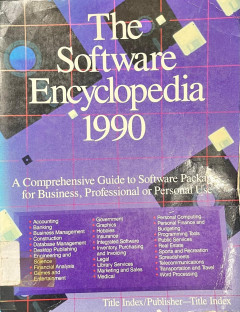 The
Software
Encyclopedia
1990
A Comprehensive Guide to Software Packages
for Business, Professional or Personal Use
Accounting
Banking
Business Management
Construction
Database Management
Desktop Publishing
Engineering and
Science
Financial Analysis
Games and
Entertainment
Government
Graphics
Hobbies
Insurance
Integrated Software
Inventory, Purchasing
and Invoicing
Legal
Library Services
Marketing and Sales
Medical
Personal Computing
Personal Finance and
Budgeting
Programming Tools
Public Services
Real Estate
Sports and Recreation
Spreadsheets
Telecommunications
Transportation and Travel
Word Processing
Title Index/Publisher—Title Index